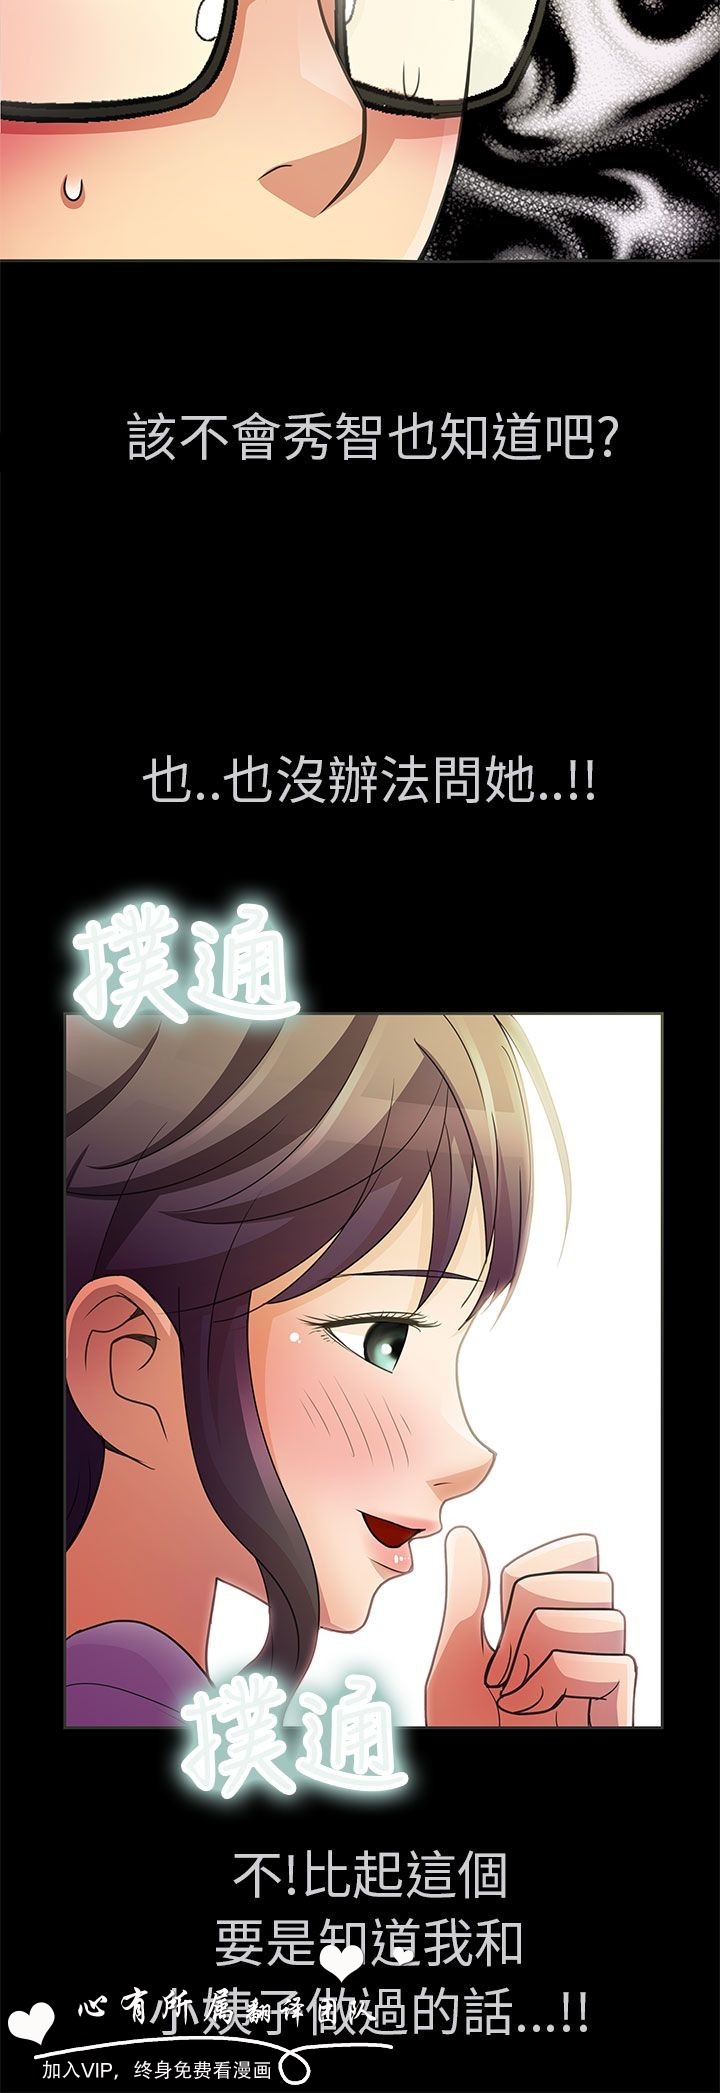 該不會秀智也知道吧?
也..也沒辦法問她..!!
撲通
撲通
不!比起這個
要是知道我和
小姨子做過的話...!!
心有所属翻译团队
加入VIP，终身免费看漫画